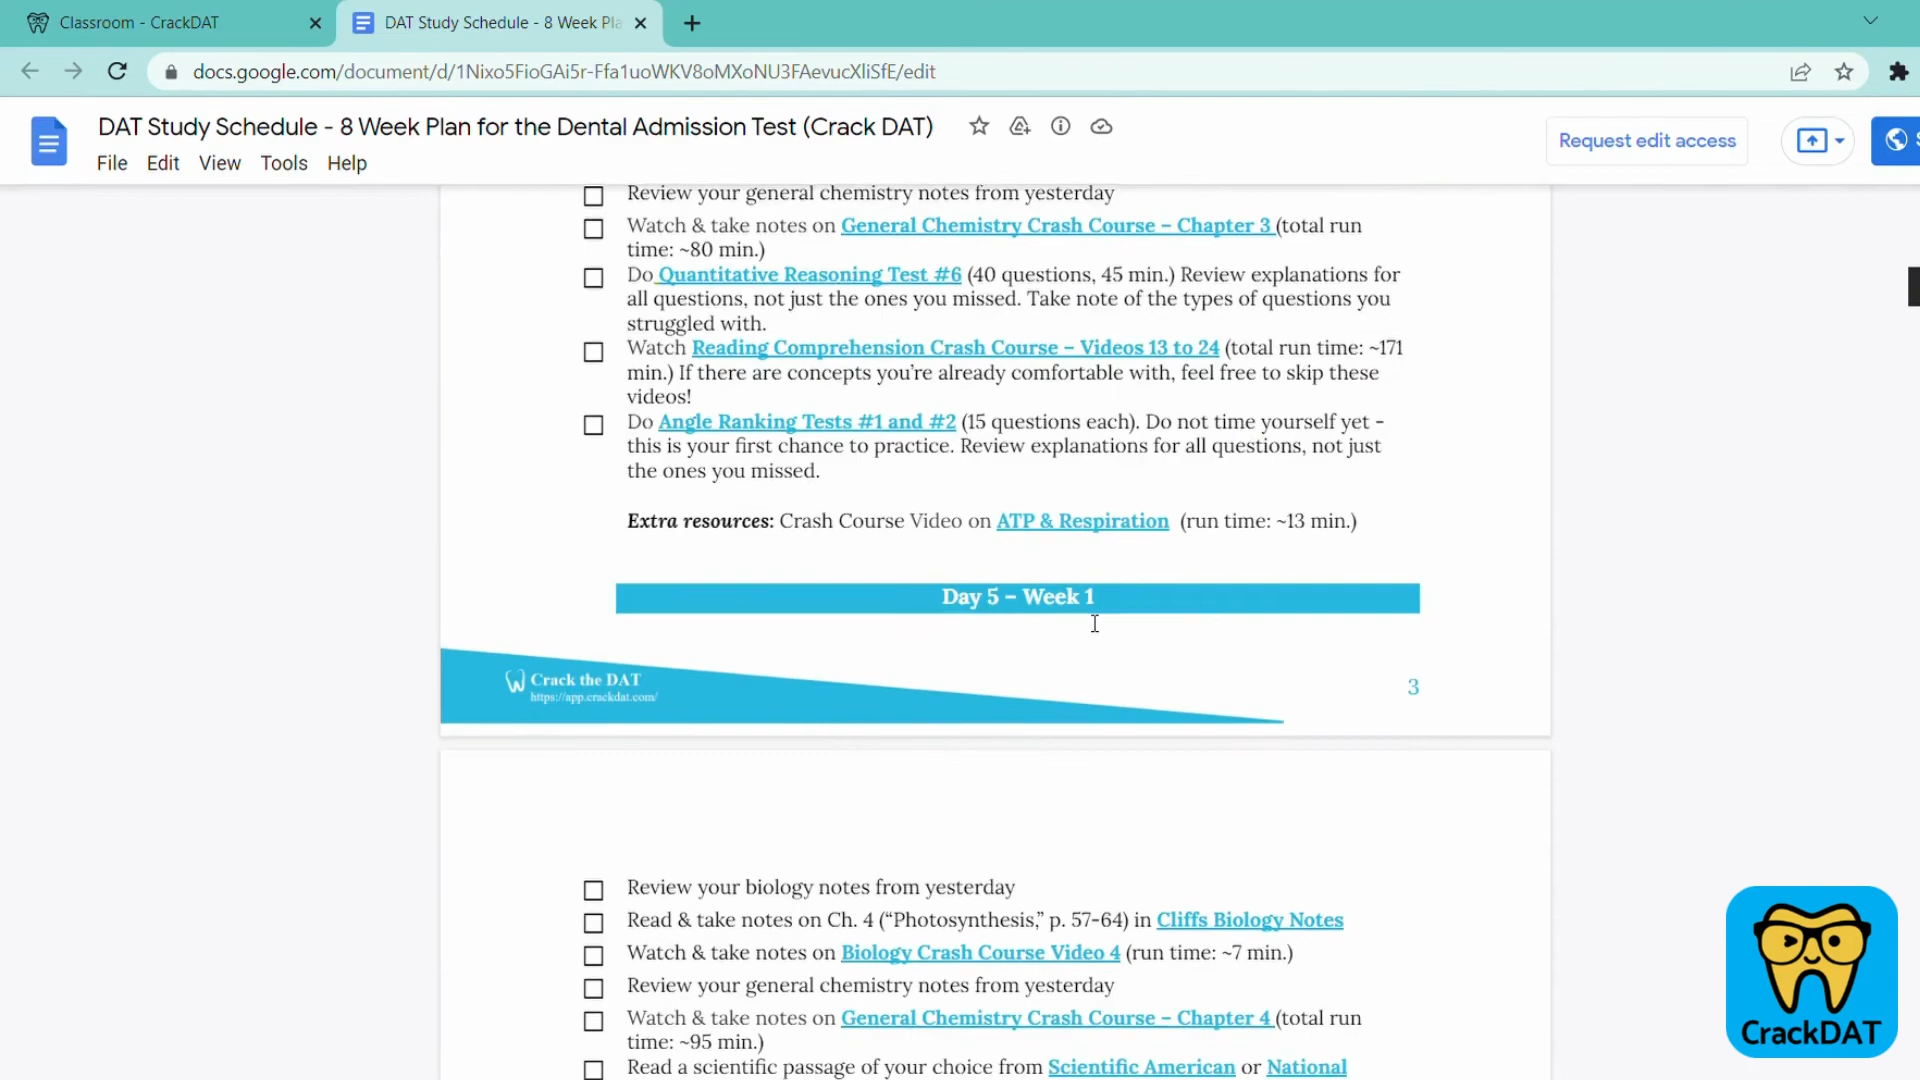 Classroom - CrackDAT
DAT Study Schedule - 8 Week Pla
docs.google.com/document/d/1Nixo5FioGAi5r-Ffa1uoWKV8oMXoNU3FAevucXliSfE/edit
DAT Study Schedule - 8 Week Plan for the Dental Admission Test (Crack DAT)
File Edit View Tools Help
Request edit access
Review your general chemistry notes from yesterday
Watch & take notes on General Chemistry Crash Course – Chapter 3 (total run
time: ~80 min.)
Do Quantitative Reasoning Test #6 (40 questions, 45 min.) Review explanations for
all questions, not just the ones you missed. Take note of the types of questions you
struggled with.
Watch Reading Comprehension Crash Course – Videos 13 to 24 (total run time: ~171
min.) If there are concepts you’re already comfortable with, feel free to skip these
videos!
Do Angle Ranking Tests #1 and #2 (15 questions each). Do not time yourself yet -
this is your first chance to practice. Review explanations for all questions, not just
the ones you missed.
Extra resources: Crash Course Video on ATP & Respiration (run time: ~13 min.)
Day 5 – Week 1
Crack the DAT
https://app.crackdat.com/
3
Review your biology notes from yesterday
Read & take notes on Ch. 4 (“Photosynthesis,” p. 57-64) in Cliffs Biology Notes
Watch & take notes on Biology Crash Course Video 4 (run time: ~7 min.)
Review your general chemistry notes from yesterday
Watch & take notes on General Chemistry Crash Course – Chapter 4 (total run
time: ~95 min.)
Read a scientific passage of your choice from Scientific American or National
CrackDAT